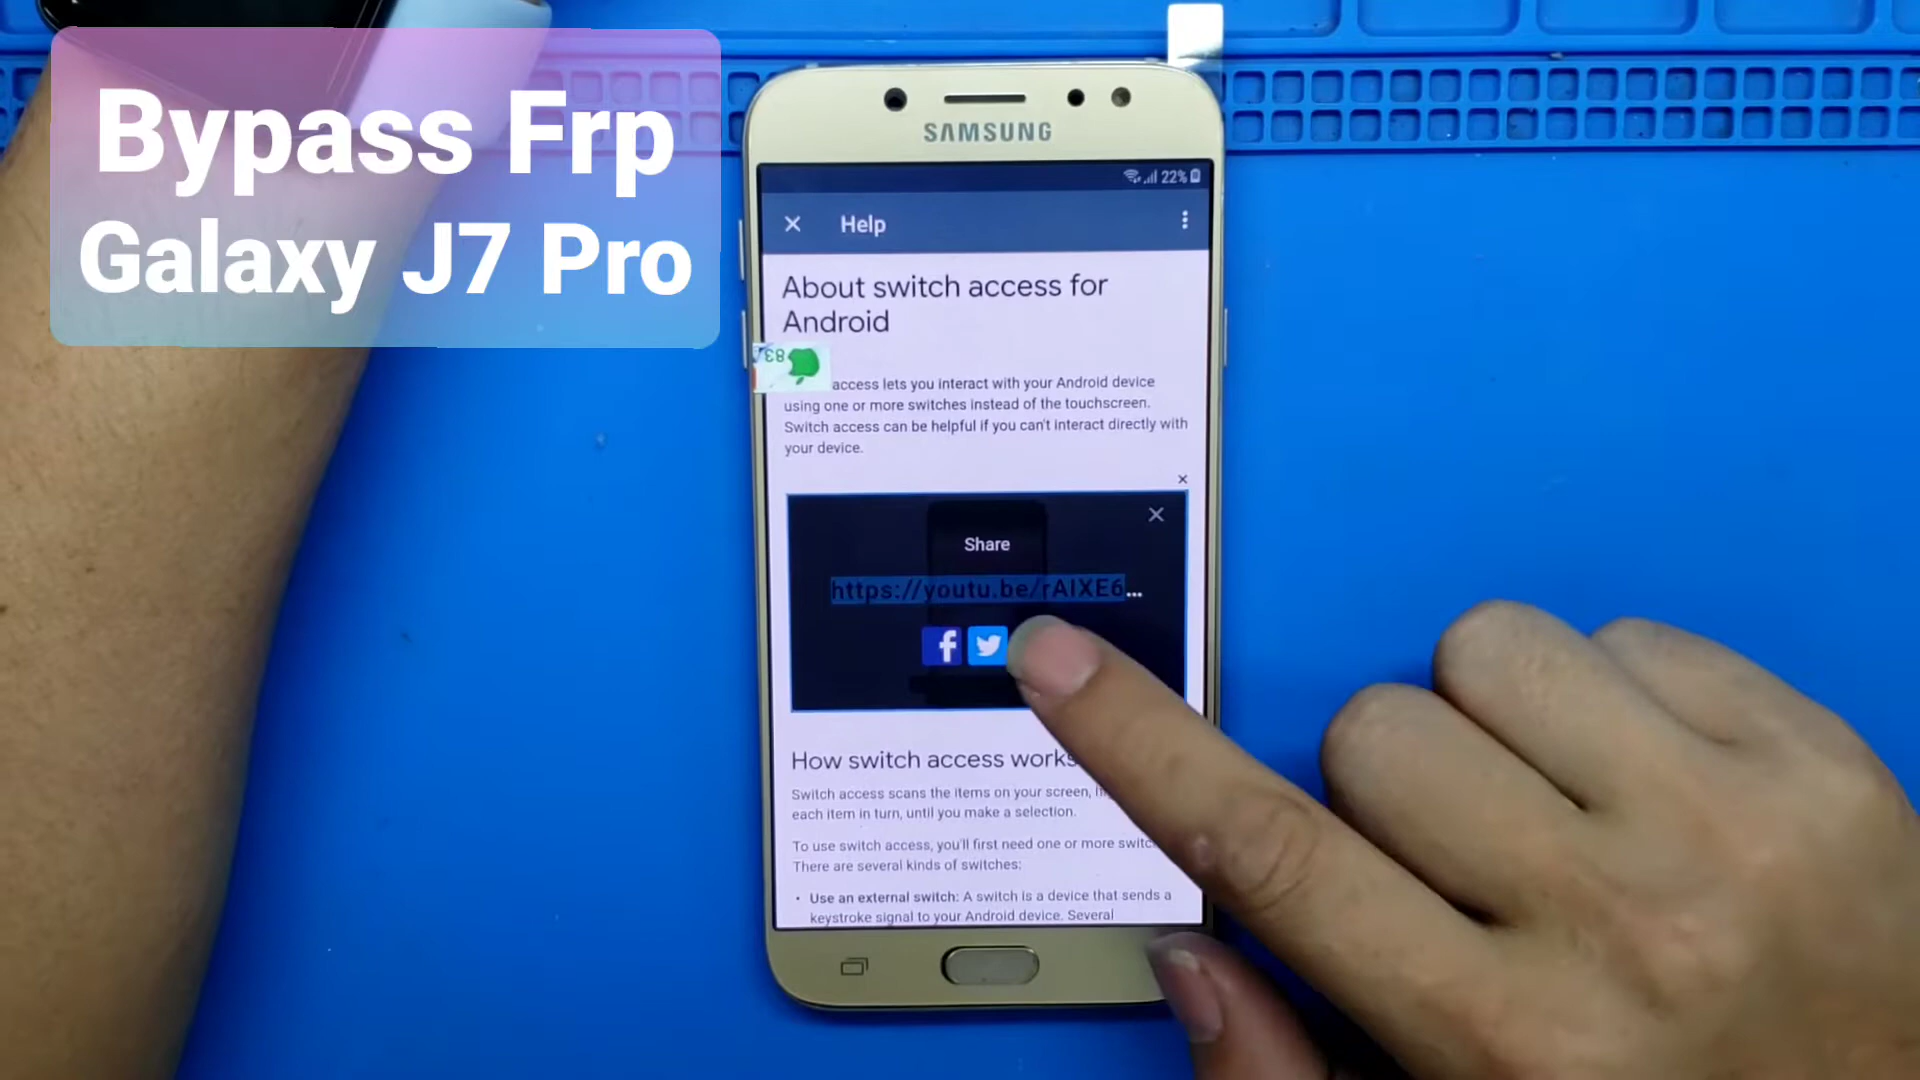 Bypass Frp
Galaxy J7 Pro
SAMSUNG
22%
Help
About switch access for
Android
83
access lets you interact with your Android device
using one or more switches instead of the touchscreen.
Switch access can be helpful if you can't interact directly with
your device.
Share
https://youtu.be/rAIXE6...
How switch access works
Switch access scans the items on your screen,
each item in turn, until you make a selection.
To use switch access, you'll first need one or more
There are several kinds of switches:
• Use an external switch: A switch is a device that sends a
keystroke signal to your Android device. Several